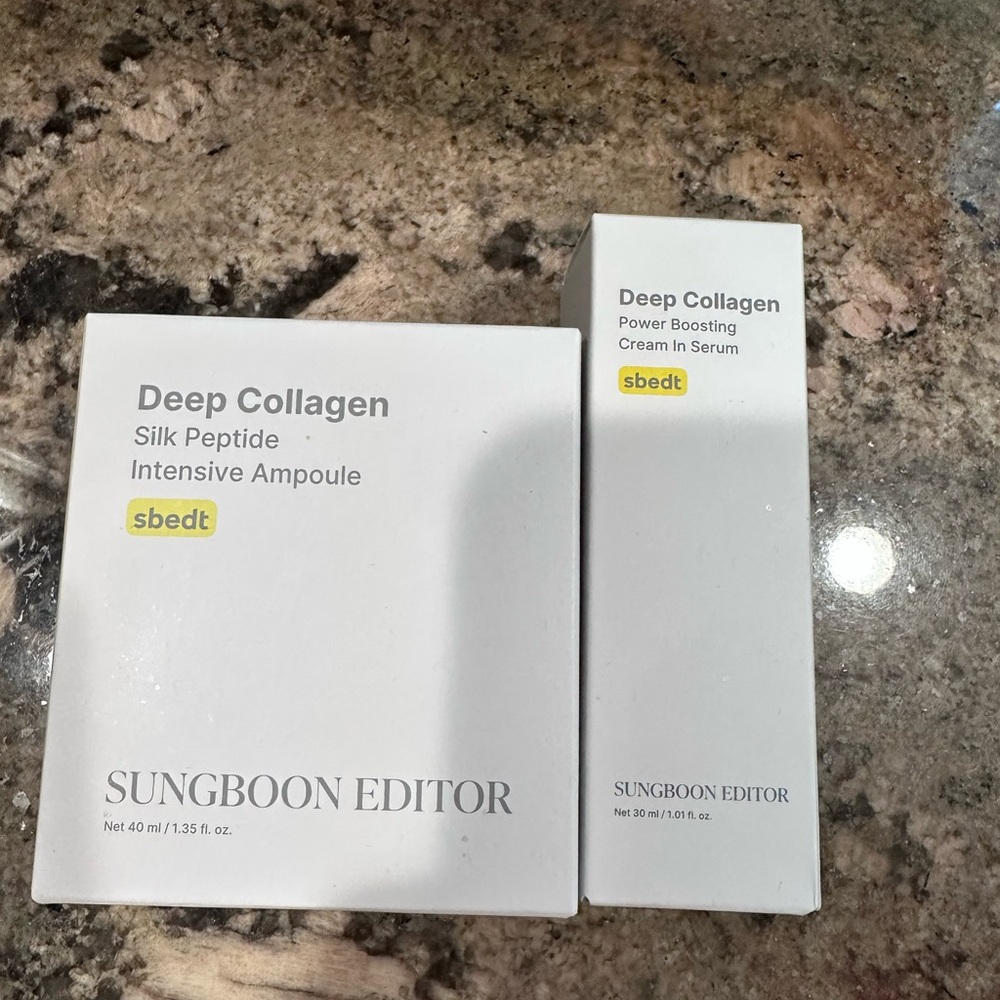 Deep Collagen
Silk Peptide
Intensive Ampoule
sbedt
SUNGBOON EDITOR
Net 40 ml / 1.35 fl. oz.
Deep Collagen
Power Boosting
Cream In Serum
sbedt
SUNGBOON EDITOR
Net 30 ml / 1.01 fl. oz.